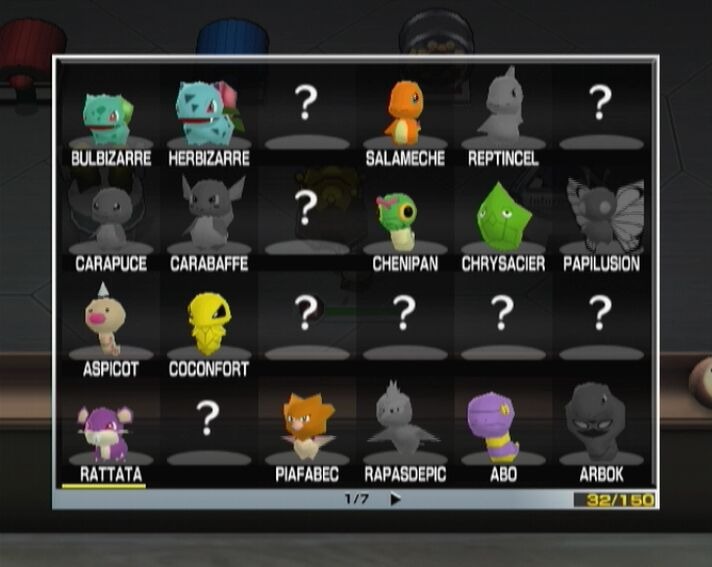 ? ?
BULBIZARRE HERBIZARRE SALAMECHE REPTINCEL
?
CARAPUCE CARABAFFE CHENIPAN CHRYSACIER PAPILUSION
? ? ? ?
ASPICOT COCONFORT
?
RATTATA PIAFABEC RAPASDEPIC ABO ARBOK
1/7 ▶ 32/150